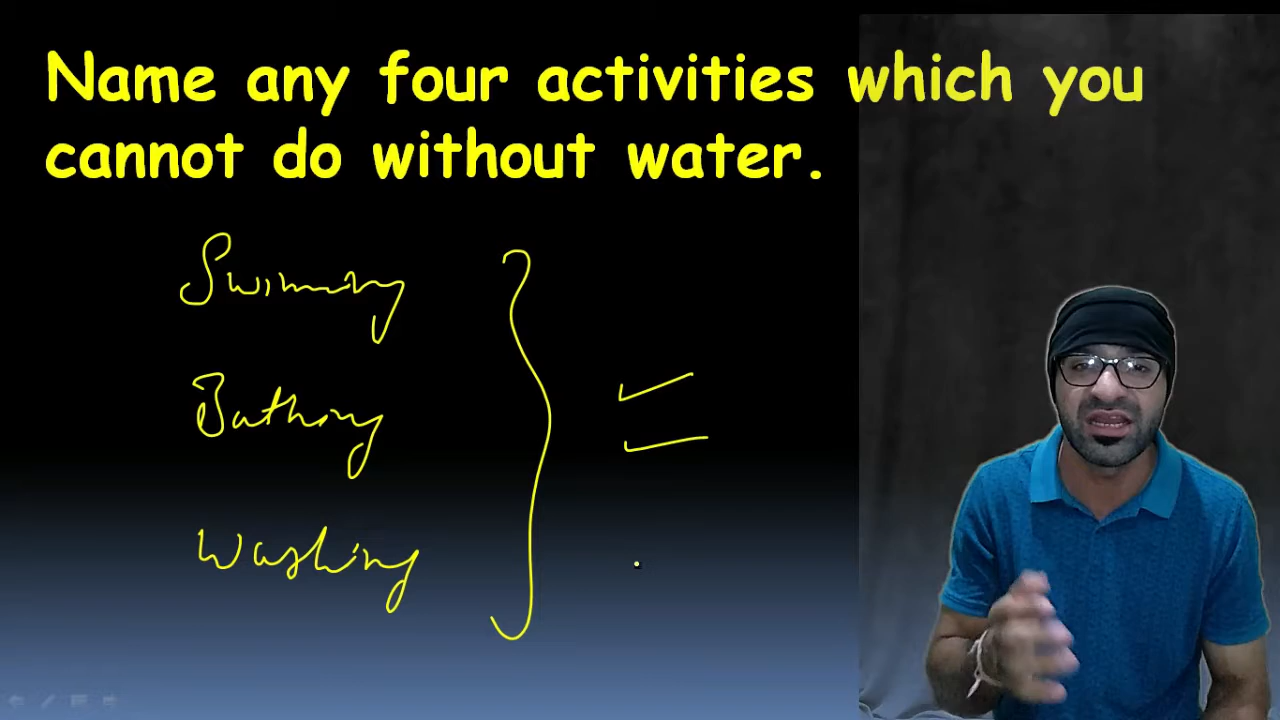 Name any four activities which you
cannot do without water.
Swimming
Bathing
Washing